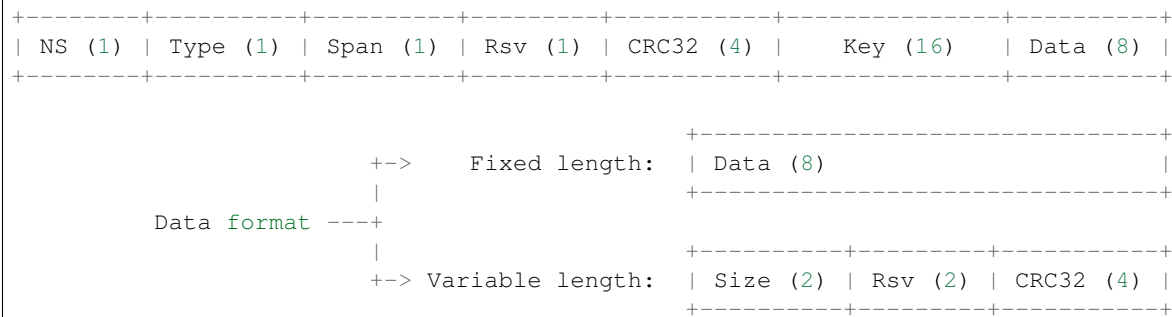 +--------+----------+----------+---------+-----------+---------------+----------+
| NS (1) | Type (1) | Span (1) | Rsv (1) | CRC32 (4) |    Key (16)   | Data (8) |
+--------+----------+----------+---------+-----------+---------------+----------+
                                               +--------------------------------+
                         +->    Fixed length:  | Data (8)                       |
                         |                     +--------------------------------+
          Data format ---+
                         |                     +----------+---------+-----------+
                         +-> Variable length:  | Size (2) | Rsv (2) | CRC32 (4) |
                                               +----------+---------+-----------+